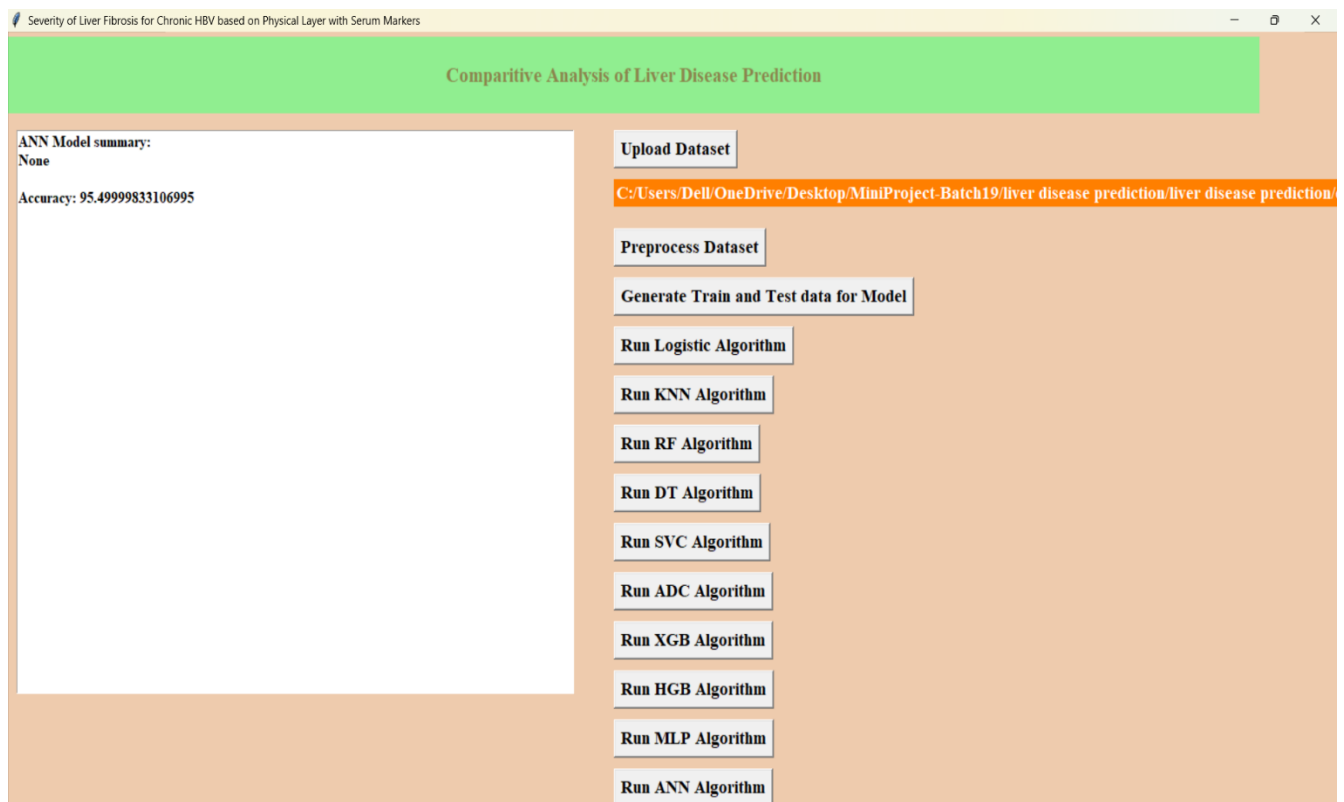 Severity of Liver Fibrosis for Chronic HBV based on Physical Layer with Serum Markers
Comparitive Analysis of Liver Disease Prediction
ANN Model summary:
None
Accuracy: 95.49999833106995
Upload Dataset
C:/Users/Dell/OneDrive/Desktop/MiniProject-Batch19/liver disease prediction/liver disease prediction/
Preprocess Dataset
Generate Train and Test data for Model
Run Logistic Algorithm
Run KNN Algorithm
Run RF Algorithm
Run DT Algorithm
Run SVC Algorithm
Run ADC Algorithm
Run XGB Algorithm
Run HGB Algorithm
Run MLP Algorithm
Run ANN Algorithm